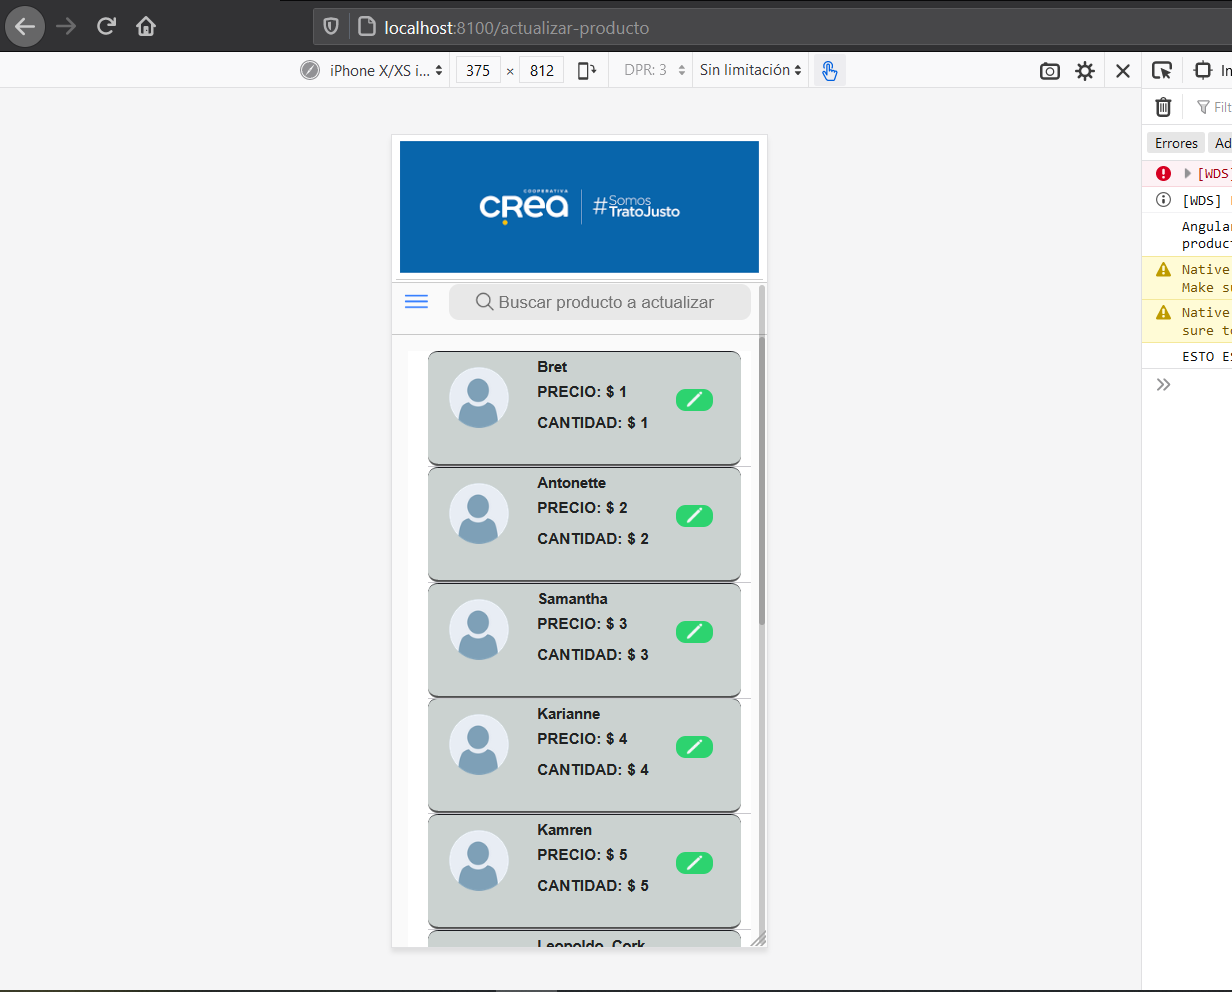 localhost:8100/actualizar-producto
iPhone X/XS i... 375 × 812 DPR: 3 Sin limitación
In
Filt
Errores Ad
[WDS]
[WDS]
Angular
product
Native
Make su
Native
sure to
ESTO ES
COOPERATIVA
crea #Somos
TratoJusto
Buscar producto a actualizar
Bret
PRECIO: $ 1
CANTIDAD: $ 1
Antonette
PRECIO: $ 2
CANTIDAD: $ 2
Samantha
PRECIO: $ 3
CANTIDAD: $ 3
Karianne
PRECIO: $ 4
CANTIDAD: $ 4
Kamren
PRECIO: $ 5
CANTIDAD: $ 5
Leopoldo_Cork